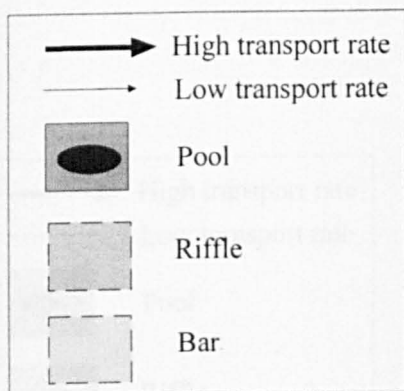 High transport rate
Low transport rate
Pool
Riffle
Bar